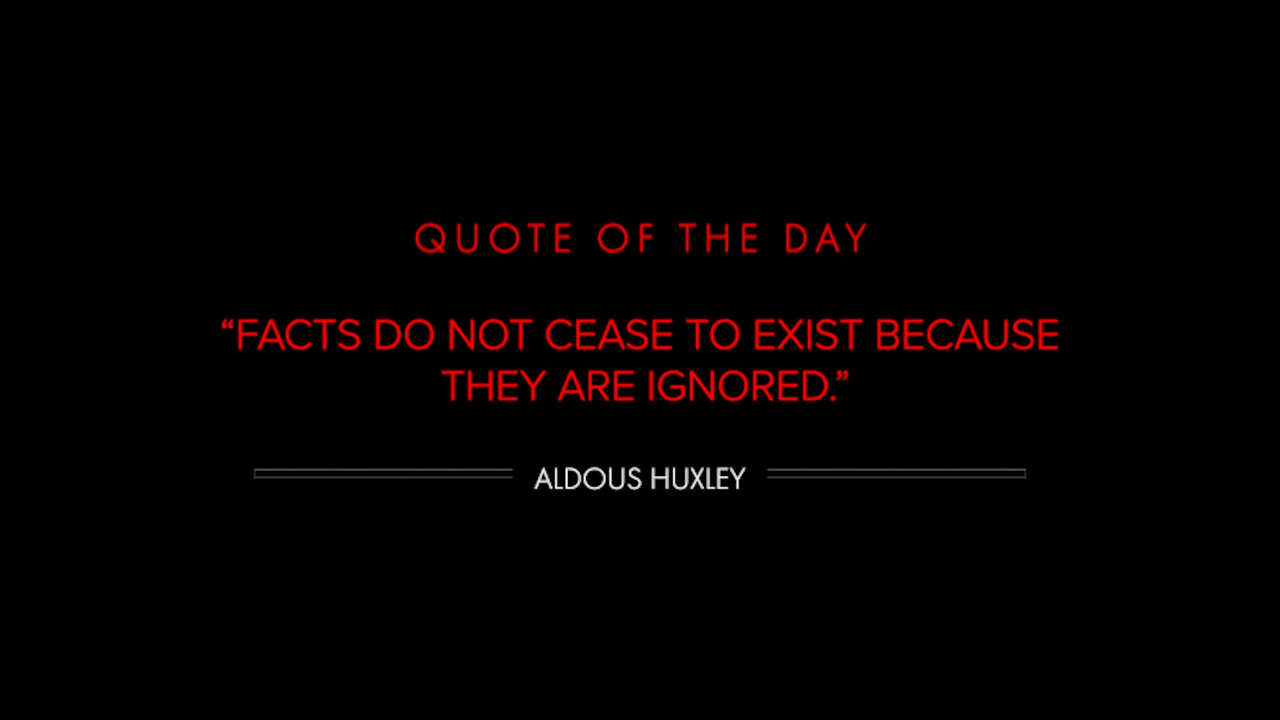 QUOTE OF THE DAY
“FACTS DO NOT CEASE TO EXIST BECAUSE
THEY ARE IGNORED.”
ALDOUS HUXLEY